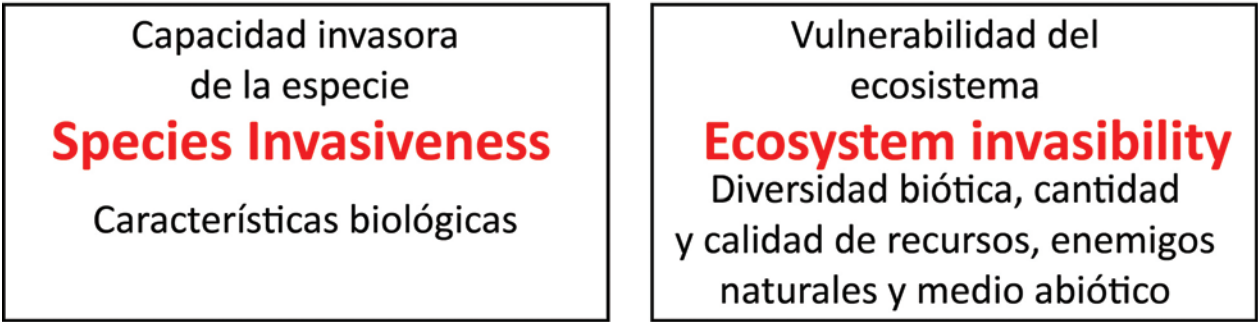 Capacidad invasora
de la especie
Species Invasiveness
Características biológicas
Vulnerabilidad del
ecosistema
Ecosystem invasibility
Diversidad biótica, cantidad
y calidad de recursos, enemigos
naturales y medio abiótico